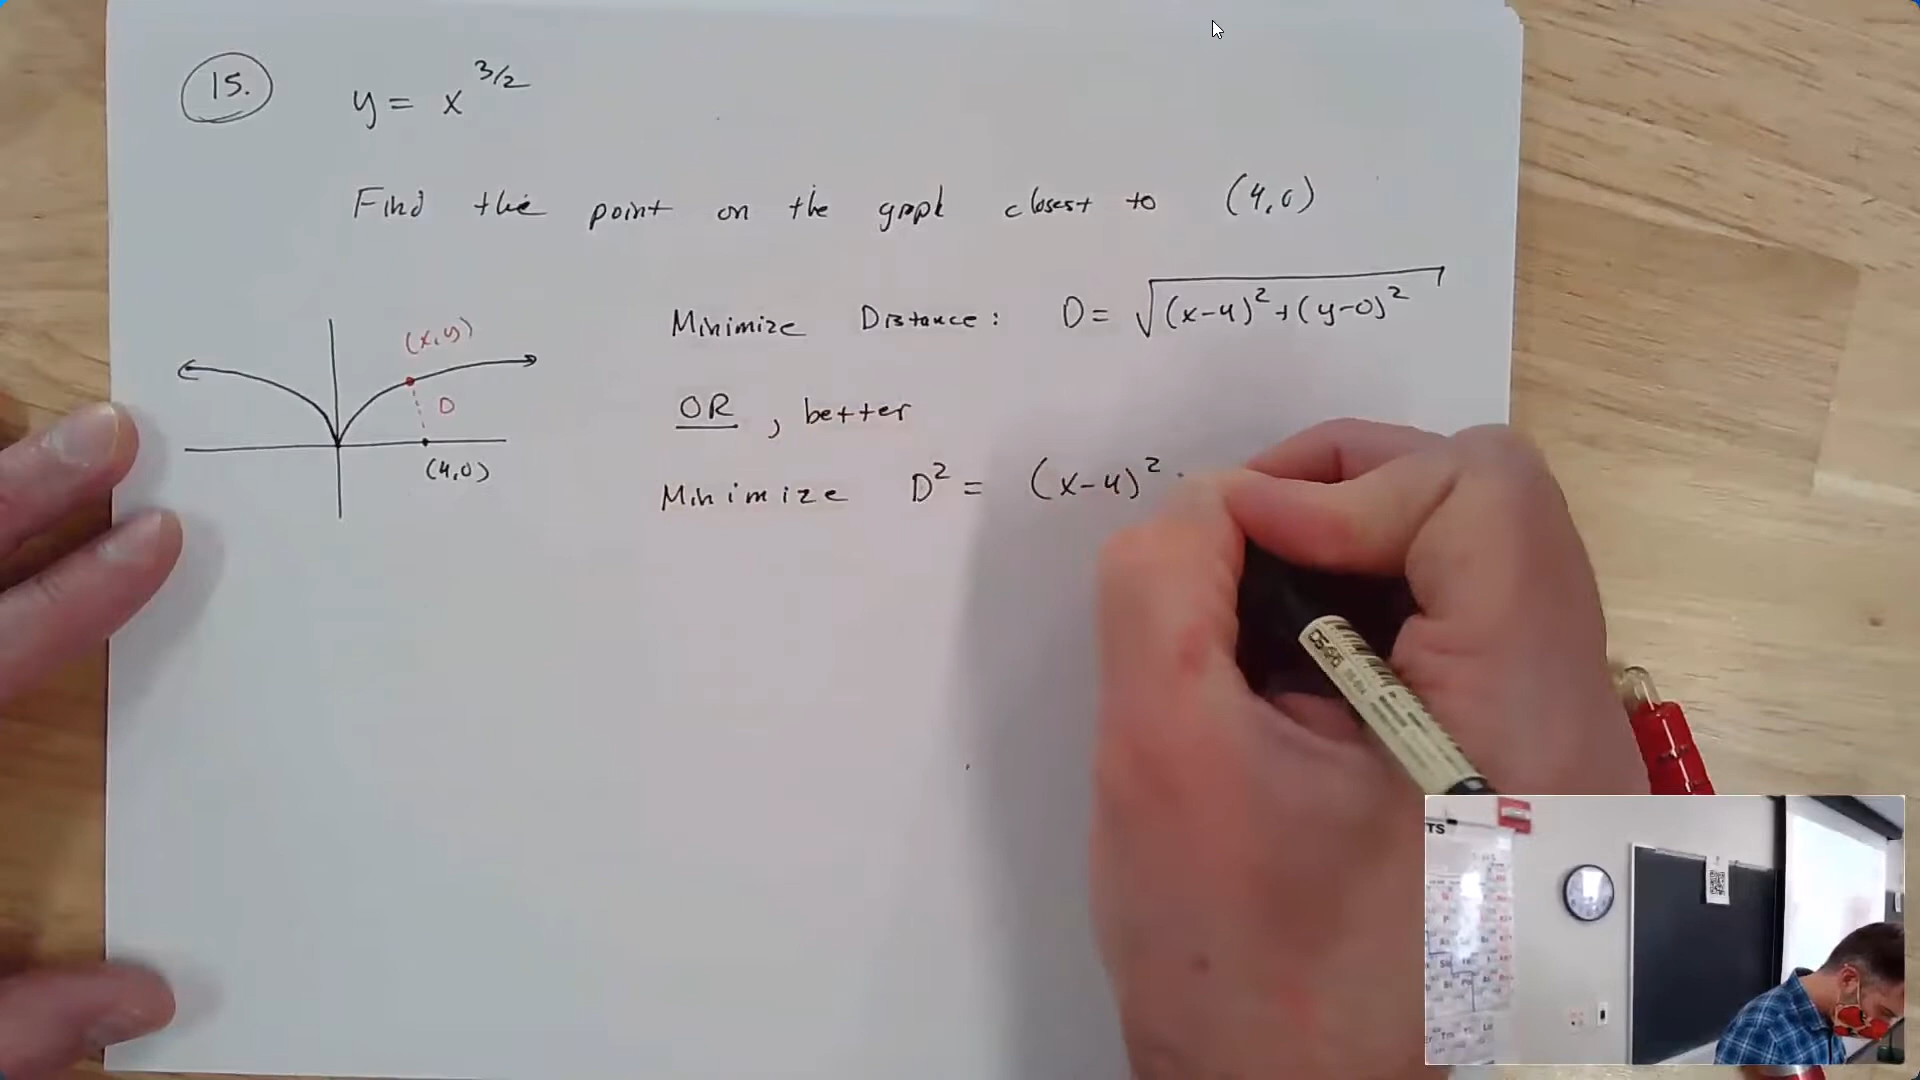 15.
y = x^{3/2}
Find the point on the graph closest to (4,0)
Minimize Distance: D = √((x-4)² + (y-0)²)
(x,y)
D
OR, better
(4,0)
Minimize D² = (x-4)²
TS